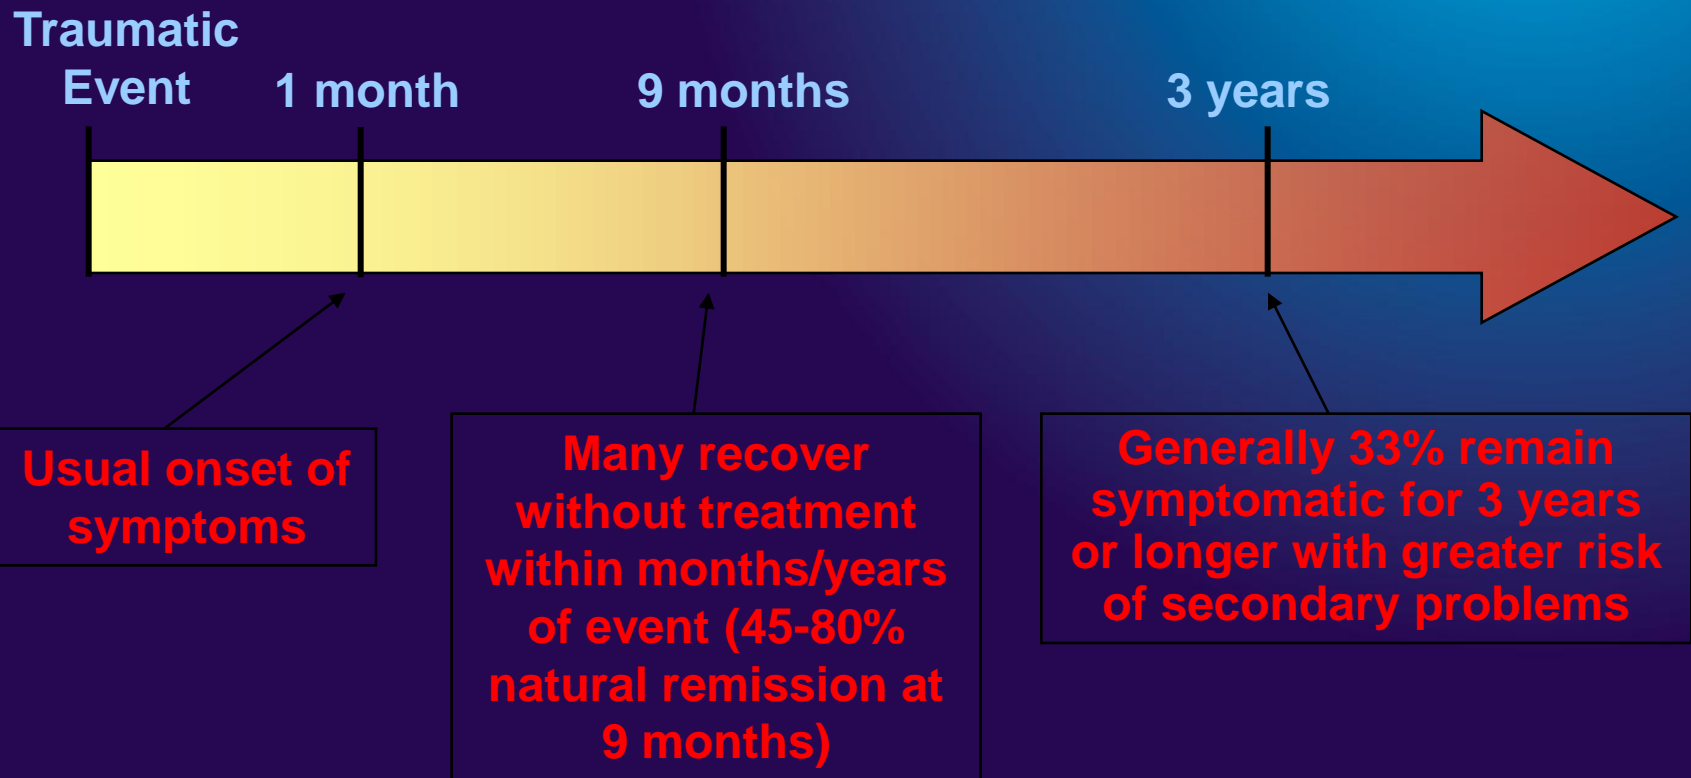 Traumatic
Event
1 month
9 months
3 years
Usual onset of
symptoms
Many recover
without treatment
within months/years
of event (45-80%
natural remission at
9 months)
Generally 33% remain
symptomatic for 3 years
or longer with greater risk
of secondary problems